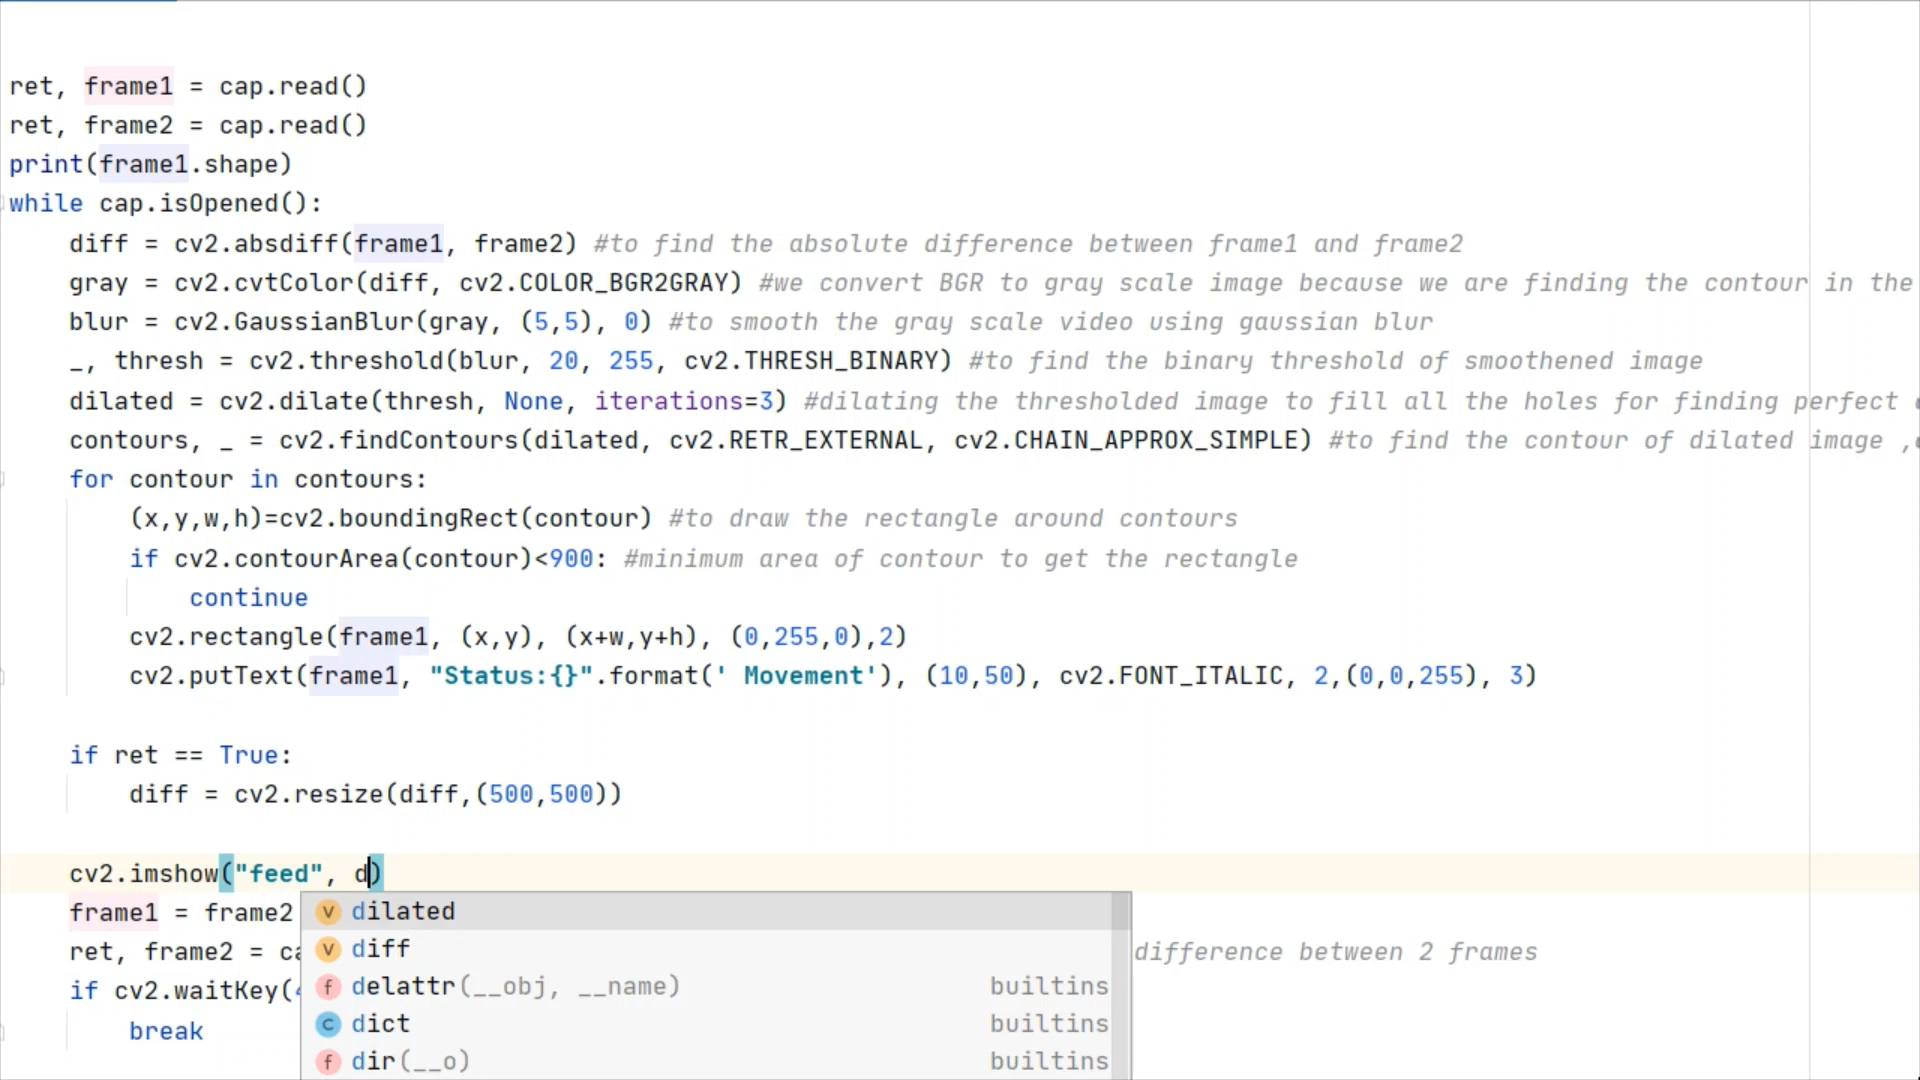 ret, frame1 = cap.read()
ret, frame2 = cap.read()
print(frame1.shape)
while cap.isOpened():
diff = cv2.absdiff(frame1, frame2) #to find the absolute difference between frame1 and frame2
gray = cv2.cvtColor(diff, cv2.COLOR_BGR2GRAY) #we convert BGR to gray scale image because we are finding the contour in the
blur = cv2.GaussianBlur(gray, (5,5), 0) #to smooth the gray scale video using gaussian blur
_, thresh = cv2.threshold(blur, 20, 255, cv2.THRESH_BINARY) #to find the binary threshold of smoothened image
dilated = cv2.dilate(thresh, None, iterations=3) #dilating the thresholded image to fill all the holes for finding perfect
contours, _ = cv2.findContours(dilated, cv2.RETR_EXTERNAL, cv2.CHAIN_APPROX_SIMPLE) #to find the contour of dilated image ,
for contour in contours:
(x,y,w,h)=cv2.boundingRect(contour) #to draw the rectangle around contours
if cv2.contourArea(contour)<900: #minimum area of contour to get the rectangle
continue
cv2.rectangle(frame1, (x,y), (x+w,y+h), (0,255,0),2)
cv2.putText(frame1, "Status:{}".format(' Movement'), (10,50), cv2.FONT_ITALIC, 2,(0,0,255), 3)
if ret == True:
diff = cv2.resize(diff,(500,500))
cv2.imshow("feed", d)
frame1 = frame2
dilated
ret, frame2 = ca
diff
difference between 2 frames
if cv2.waitKey(
delattr(__obj, __name) builtins
break
dict builtins
dir(__o) builtins